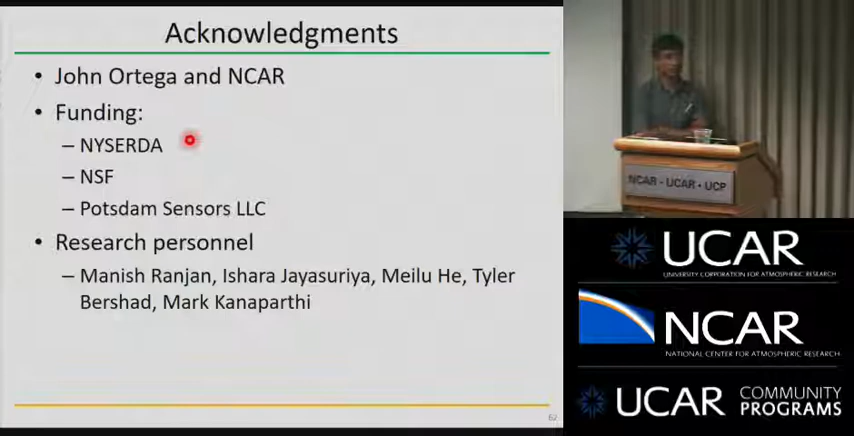 Acknowledgments
• John Ortega and NCAR
• Funding:
– NYSERDA
– NSF
– Potsdam Sensors LLC
• Research personnel
– Manish Ranjan, Ishara Jayasuriya, Meilu He, Tyler
Bershad, Mark Kanaparthi
62
NCAR • UCAR • UCP
UCAR
UNIVERSITY CORPORATION FOR ATMOSPHERIC RESEARCH
NCAR
NATIONAL CENTER FOR ATMOSPHERIC RESEARCH
UCAR COMMUNITY
PROGRAMS